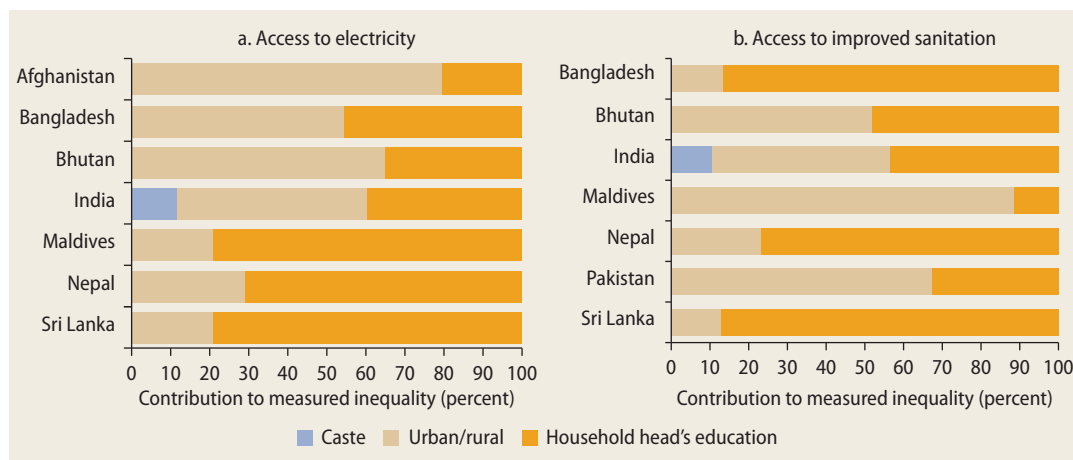 a. Access to electricity
Afghanistan
Bangladesh
Bhutan
India
Maldives
Nepal
Sri Lanka
0 10 20 30 40 50 60 70 80 90 100
Contribution to measured inequality (percent)
b. Access to improved sanitation
Bangladesh
Bhutan
India
Maldives
Nepal
Pakistan
Sri Lanka
0 10 20 30 40 50 60 70 80 90 100
Contribution to measured inequality (percent)
Caste Urban/rural Household head's education